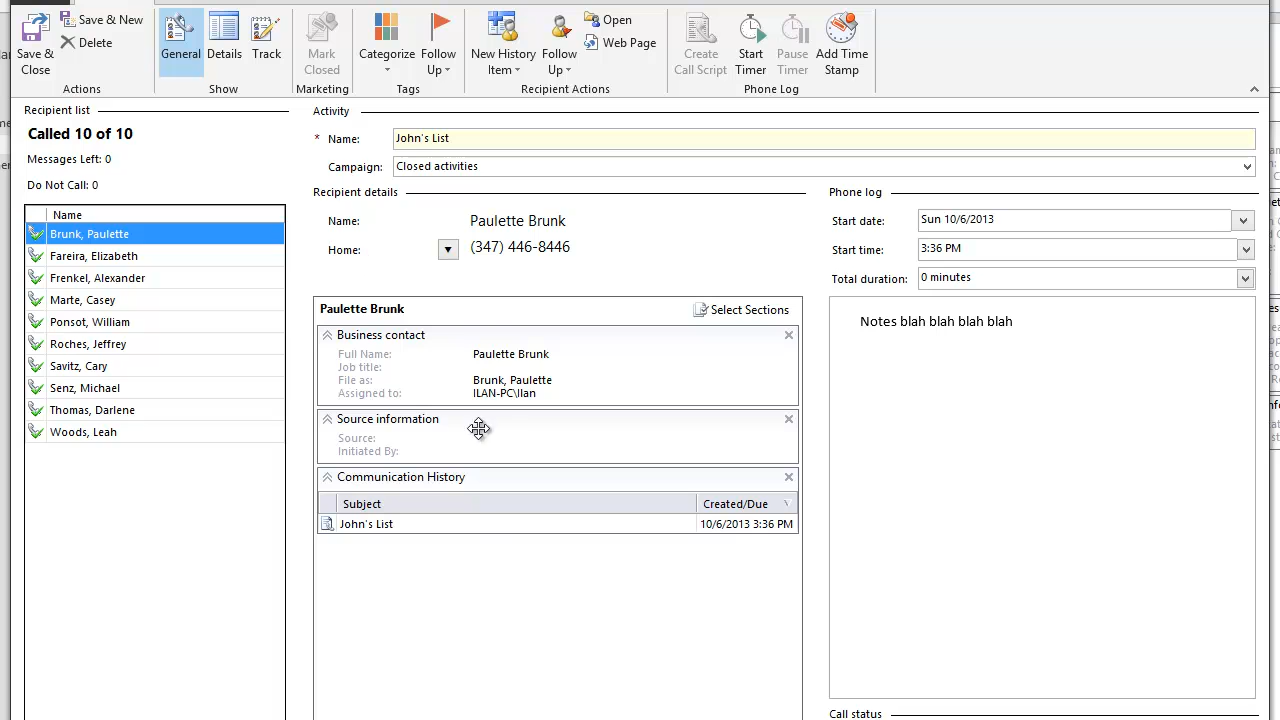 Save & Close
Save & New
Delete
Actions
General
Details
Track
Show
Mark Closed
Marketing
Categorize
Follow Up
Tags
New History Item
Follow Up
Open
Web Page
Recipient Actions
Create Call Script
Start Timer
Pause Timer
Add Time Stamp
Phone Log
Recipient list
Called 10 of 10
Messages Left: 0
Do Not Call: 0
Name
Brunk, Paulette
Fareira, Elizabeth
Frenkel, Alexander
Marte, Casey
Ponsot, William
Roches, Jeffrey
Savitz, Cary
Senz, Michael
Thomas, Darlene
Woods, Leah
Activity
* Name: John's List
Campaign: Closed activities
Recipient details
Name: Paulette Brunk
Home: (347) 446-8446
Paulette Brunk
Select Sections
Business contact
Full Name: Paulette Brunk
Job title:
File as: Brunk, Paulette
Assigned to: ILAN-PC\Ilan
Source information
Source:
Initiated By:
Communication History
Subject Created/Due
John's List 10/6/2013 3:36 PM
Phone log
Start date: Sun 10/6/2013
Start time: 3:36 PM
Total duration: 0 minutes
Notes blah blah blah blah
Call status